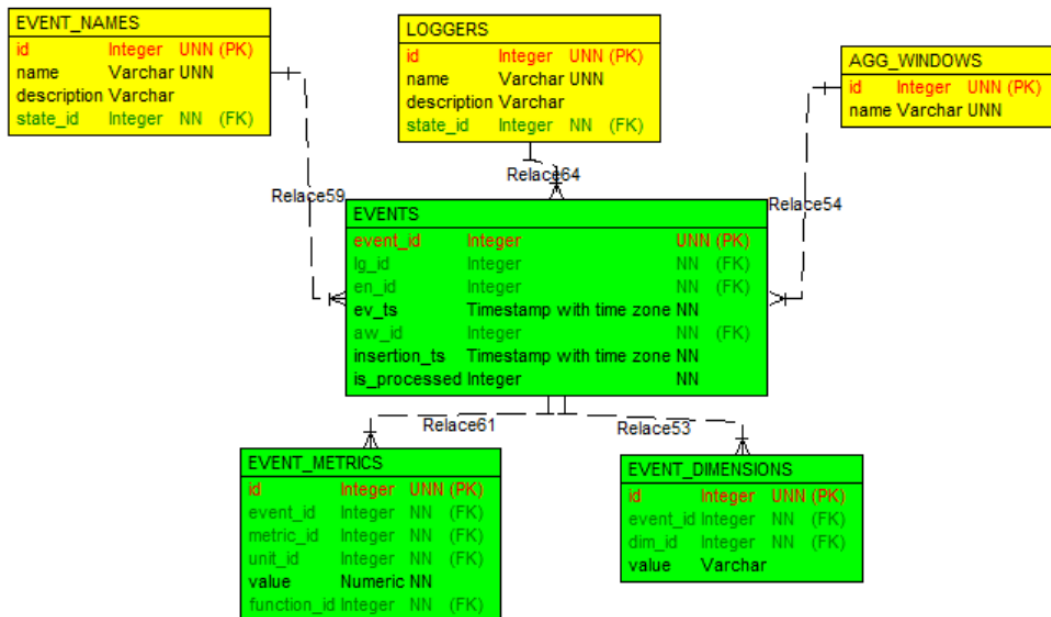 EVENT_NAMES
id Integer UNN (PK)
name Varchar UNN
description Varchar
state_id Integer NN (FK)
LOGGERS
id Integer UNN (PK)
name Varchar UNN
description Varchar
state_id Integer NN (FK)
AGG_WINDOWS
id Integer UNN (PK)
name Varchar UNN
Relace59
Relace64
Relace54
EVENTS
event_id Integer UNN (PK)
lg_id Integer NN (FK)
en_id Integer NN (FK)
ev_ts Timestamp with time zone NN
aw_id Integer NN (FK)
insertion_ts Timestamp with time zone NN
is_processed Integer NN
Relace61
Relace53
EVENT_METRICS
id Integer UNN (PK)
event_id Integer NN (FK)
metric_id Integer NN (FK)
unit_id Integer NN (FK)
value Numeric NN
function_id Integer NN (FK)
EVENT_DIMENSIONS
id Integer UNN (PK)
event_id Integer NN (FK)
dim_id Integer NN (FK)
value Varchar